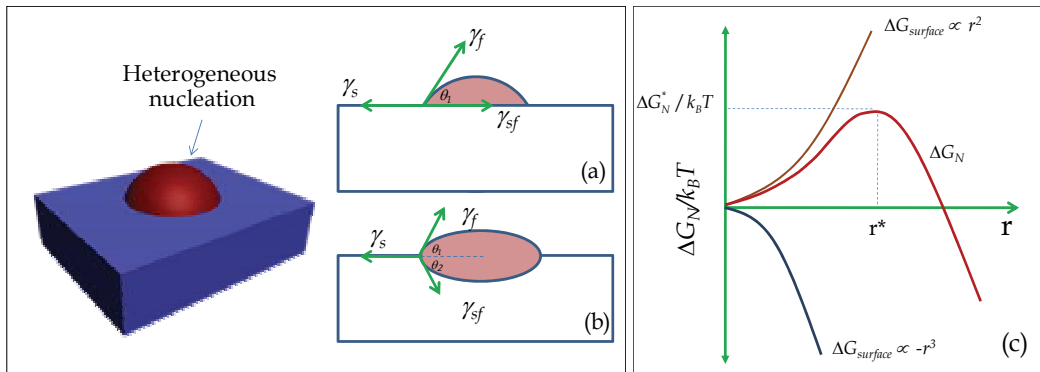 Heterogeneous
nucleation
γf
γs
θ1
γsf
(a)
γs
γf
θ1
θ2
γsf
(b)
ΔGsurface ∝ r²
ΔG*N / kBT
ΔGN
ΔGN/kBT
r*
r
ΔGsurface ∝ -r³
(c)